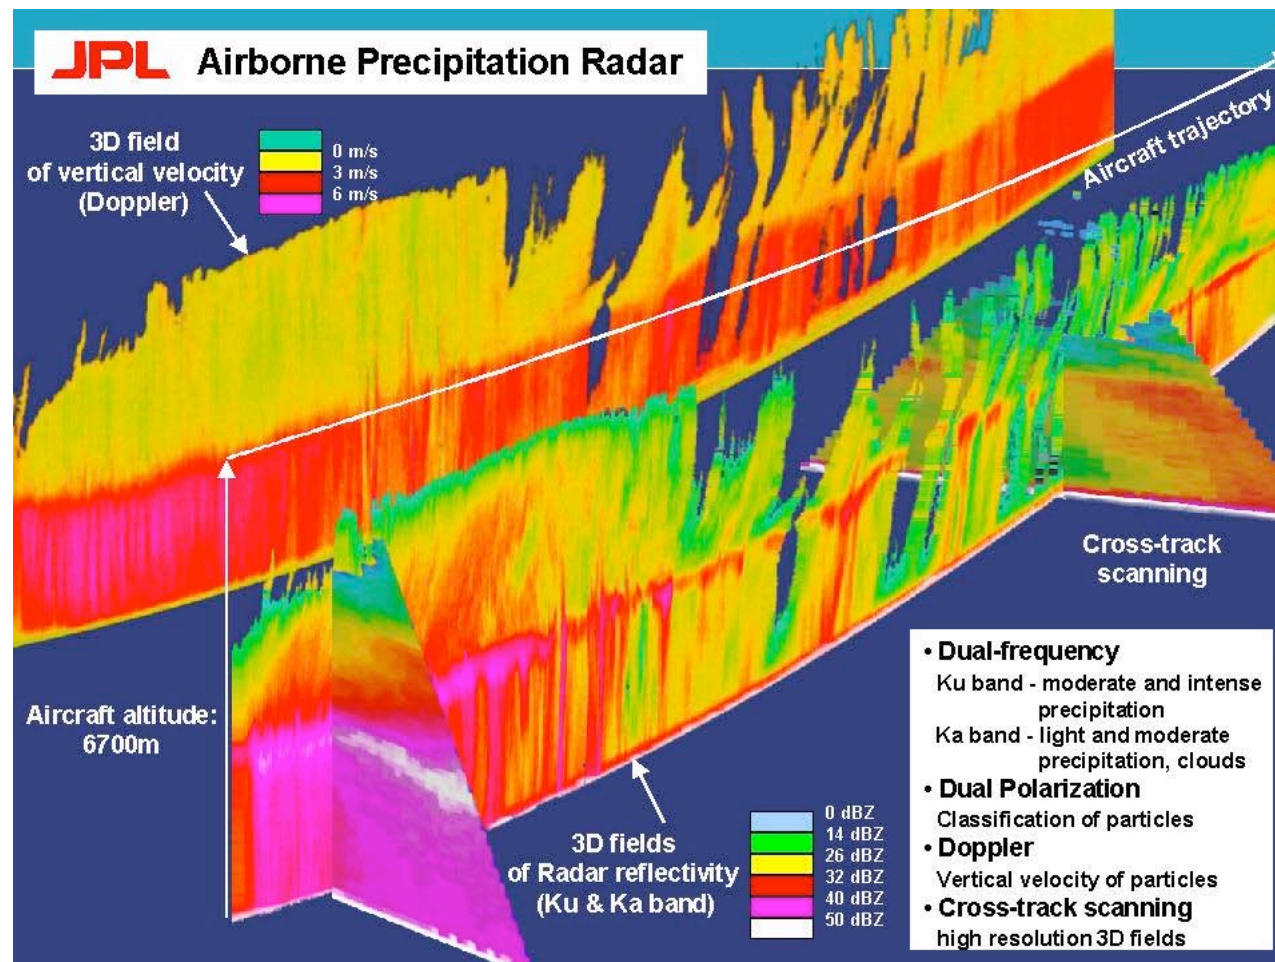 JPL Airborne Precipitation Radar
3D field
of vertical velocity
(Doppler)
0 m/s
3 m/s
6 m/s
Aircraft trajectory
Cross-track
scanning
Aircraft altitude:
6700m
3D fields
of Radar reflectivity
(Ku & Ka band)
0 dBZ
14 dBZ
26 dBZ
32 dBZ
40 dBZ
50 dBZ
• Dual-frequency
Ku band - moderate and intense
precipitation
Ka band - light and moderate
precipitation, clouds
• Dual Polarization
Classification of particles
• Doppler
Vertical velocity of particles
• Cross-track scanning
high resolution 3D fields